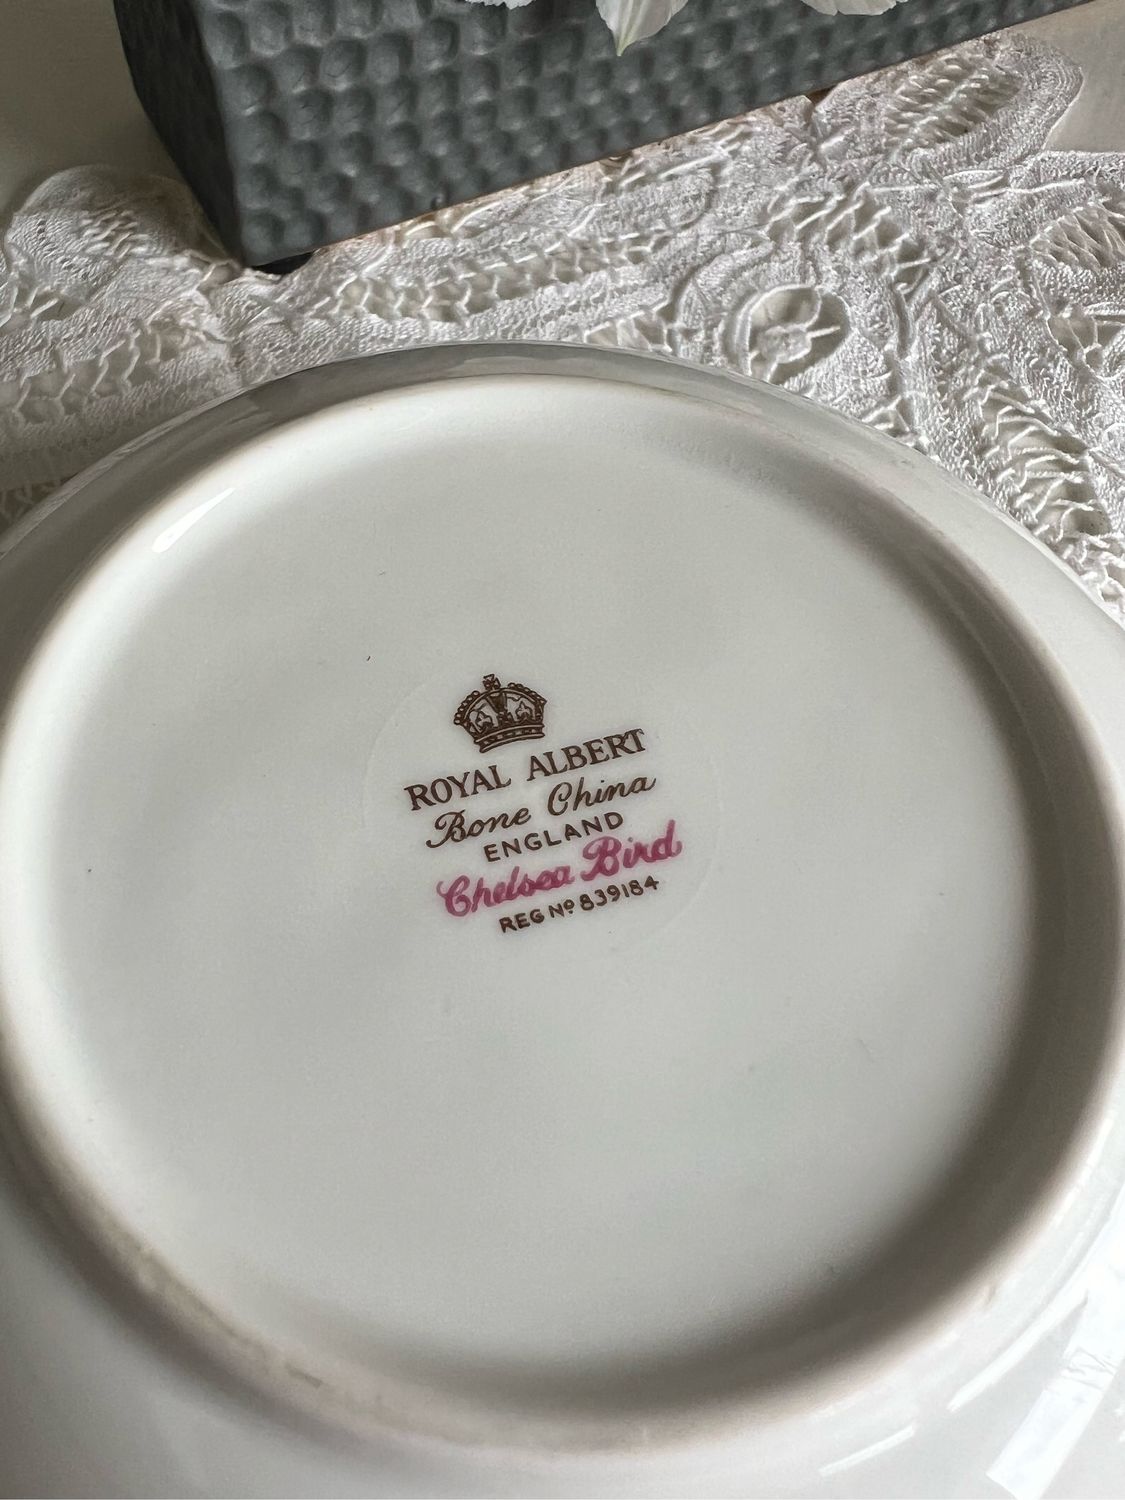 ROYAL ALBERT
Bone China
ENGLAND
Chelsea Bird
REG Nº 839184